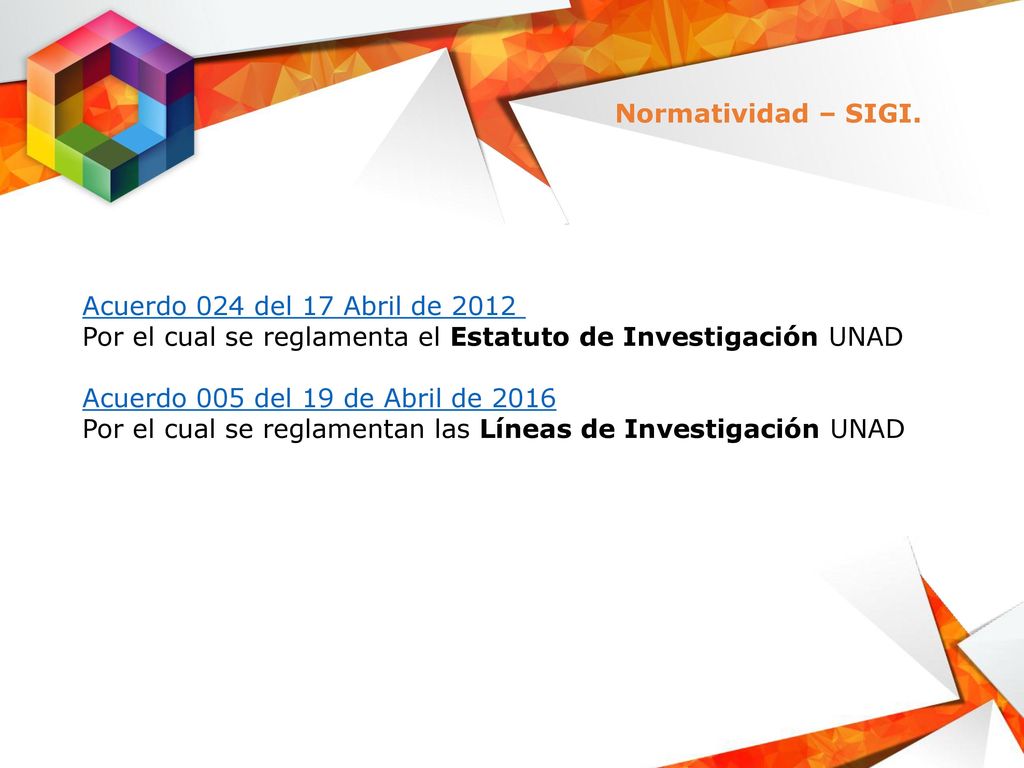 Normatividad – SIGI.
Acuerdo 024 del 17 Abril de 2012
Por el cual se reglamenta el Estatuto de Investigación UNAD
Acuerdo 005 del 19 de Abril de 2016
Por el cual se reglamentan las Líneas de Investigación UNAD